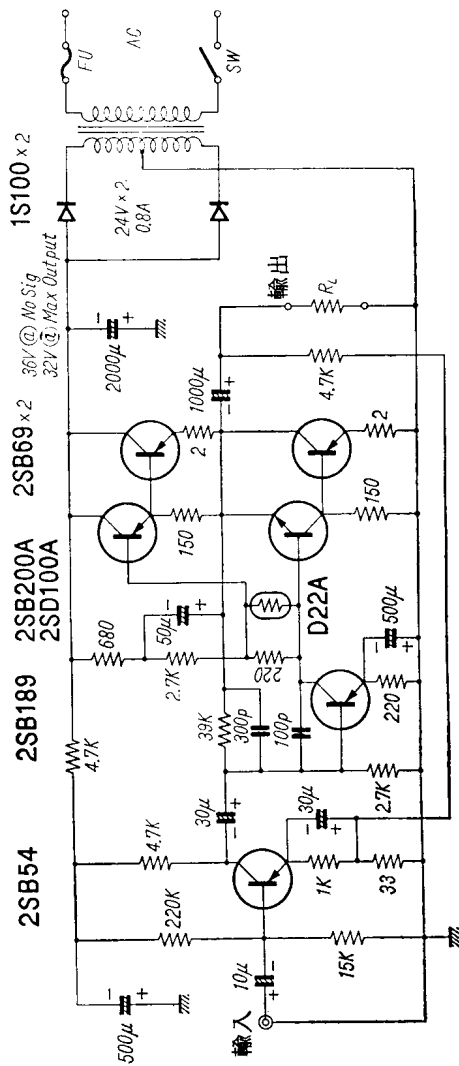 2SB54
2SB189
2SB200A
2SD100A
2SB69×2
1S100×2
36V@No Sig
32V@Max Output
FU
AC
SW
24V×2
0.8A
500μ
4.7K
680
50μ
2.7K
220
D22A
150
2
2000μ
1000μ
220K
4.7K
30μ
39K
300p
100p
輸入
10μ
15K
1K
33
30μ
2.7K
220
500μ
150
2
4.7K
輸出
RL